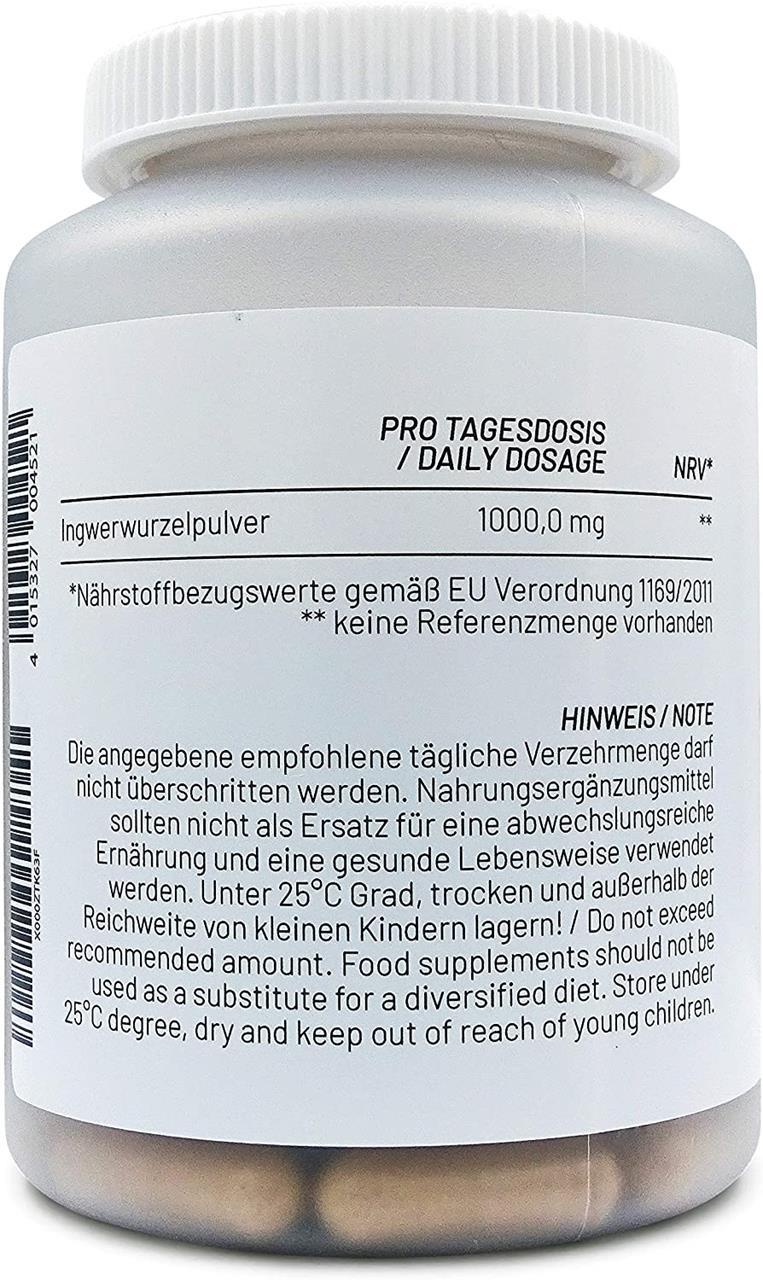 PRO TAGESDOSIS
/ DAILY DOSAGE
NRV*
Ingwerwurzelpulver 1000,0 mg **
*Nährstoffbezugswerte gemäß EU Verordnung 1169/2011
** keine Referenzmenge vorhanden
HINWEIS / NOTE
Die angegebene empfohlene tägliche Verzehrmenge darf
nicht überschritten werden. Nahrungsergänzungsmittel
sollten nicht als Ersatz für eine abwechslungsreiche
Ernährung und eine gesunde Lebensweise verwendet
werden. Unter 25°C Grad, trocken und außerhalb der
Reichweite von kleinen Kindern lagern! / Do not exceed
recommended amount. Food supplements should not be
used as a substitute for a diversified diet. Store under
25°C degree, dry and keep out of reach of young children.
4 015327 004521
X000ZTK63F